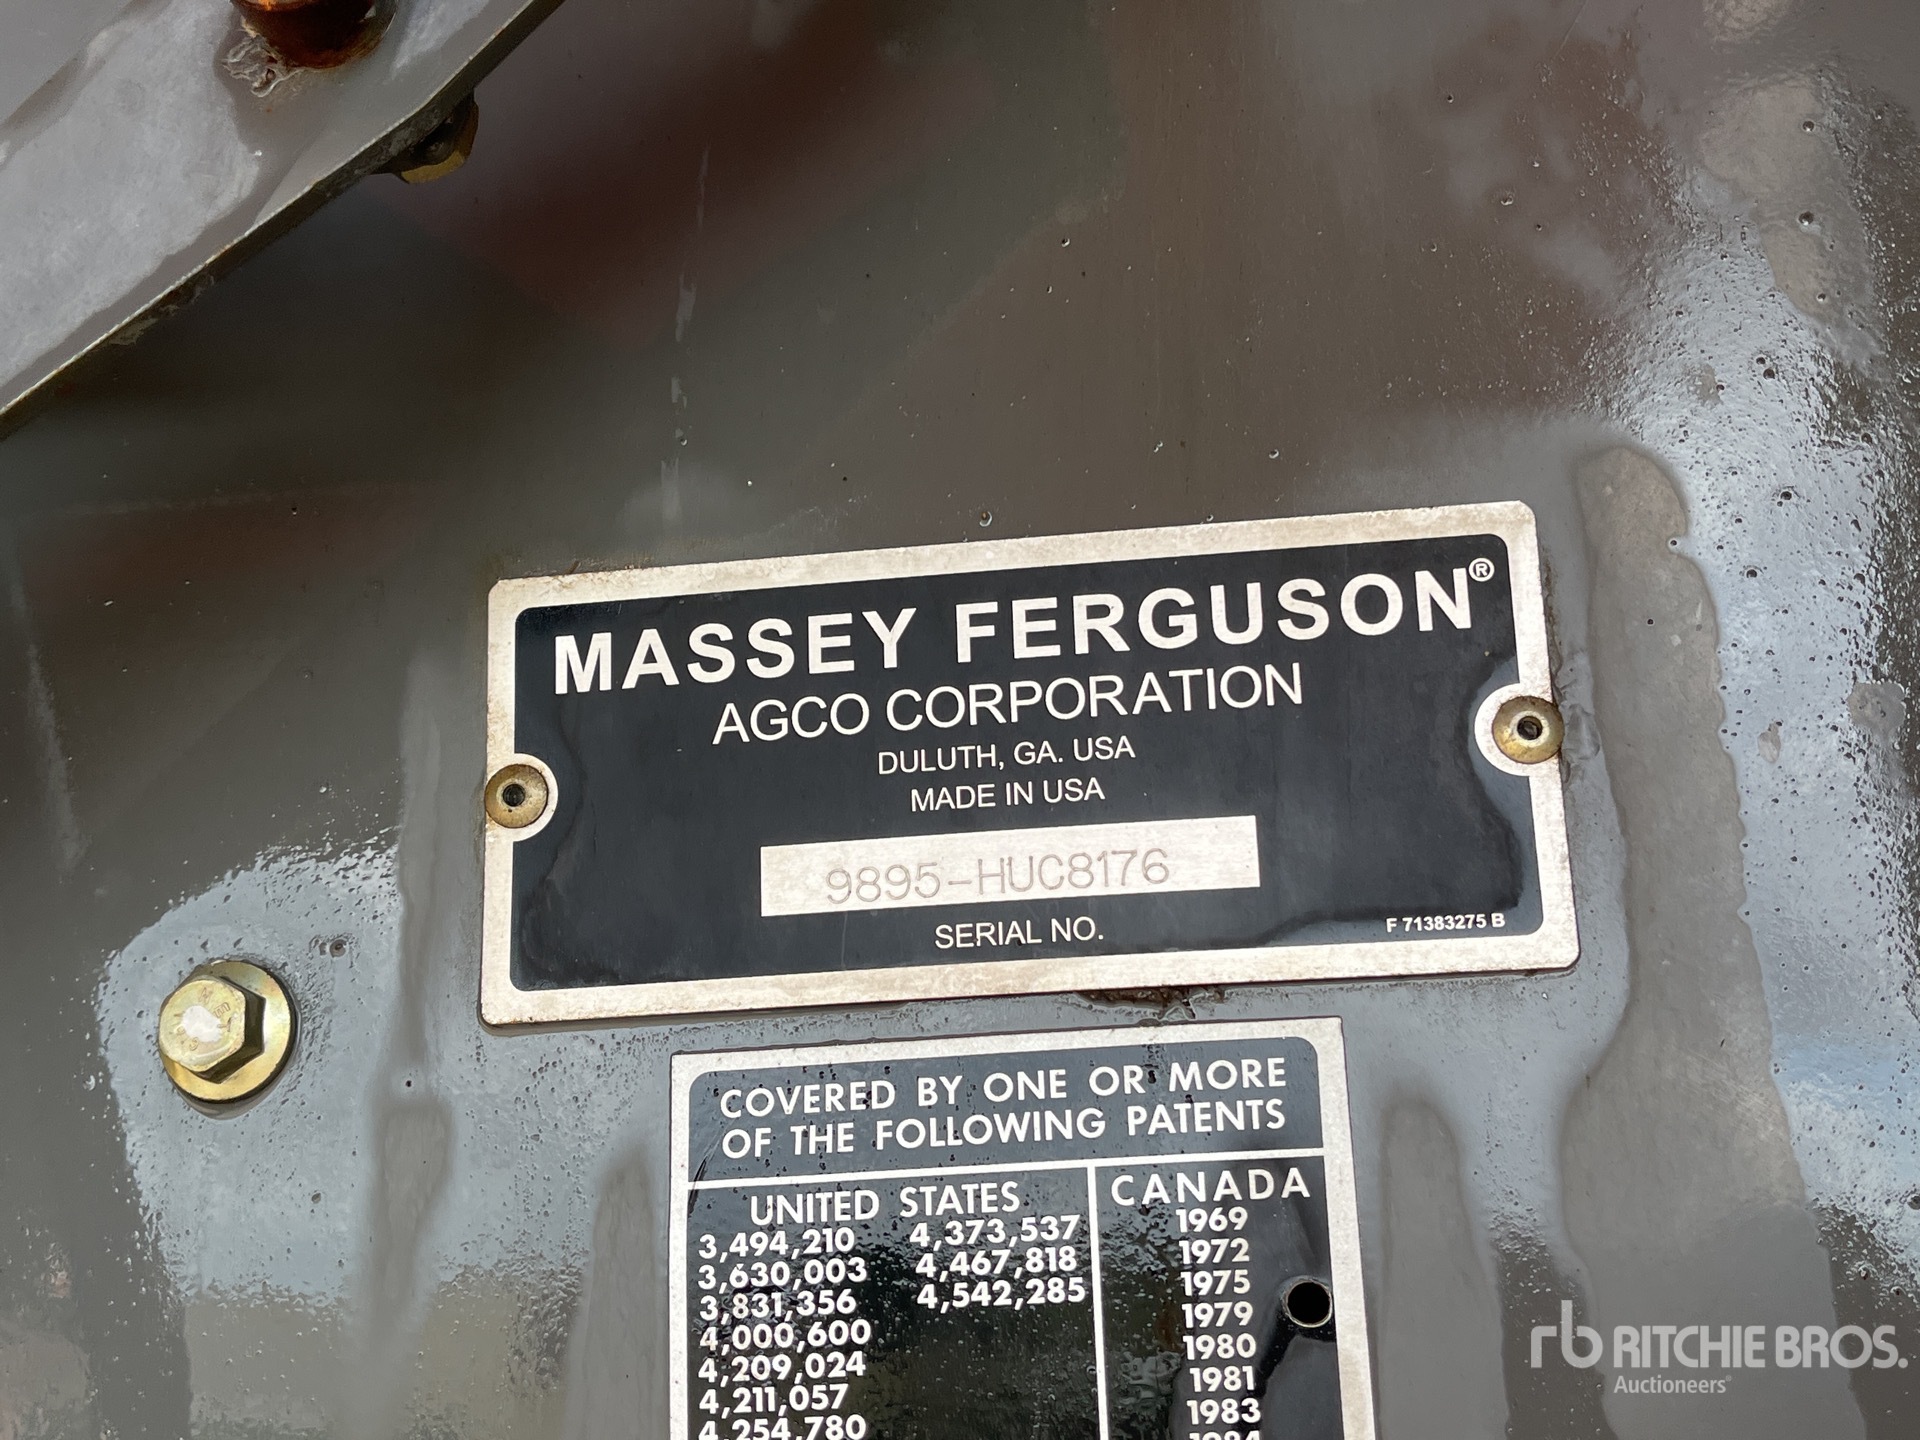 MASSEY FERGUSON®
AGCO CORPORATION
DULUTH, GA. USA
MADE IN USA
9895-HUC8176
SERIAL NO.
F 71383275 B
COVERED BY ONE OR MORE
OF THE FOLLOWING PATENTS
UNITED STATES
3,494,210 4,373,537
3,630,003 4,467,818
3,831,356 4,542,285
4,000,600
4,209,024
4,211,057
4,254,780
CANADA
1969
1972
1975
1979
1980
1981
1983
1984
rb RITCHIE BROS.
Auctioneers